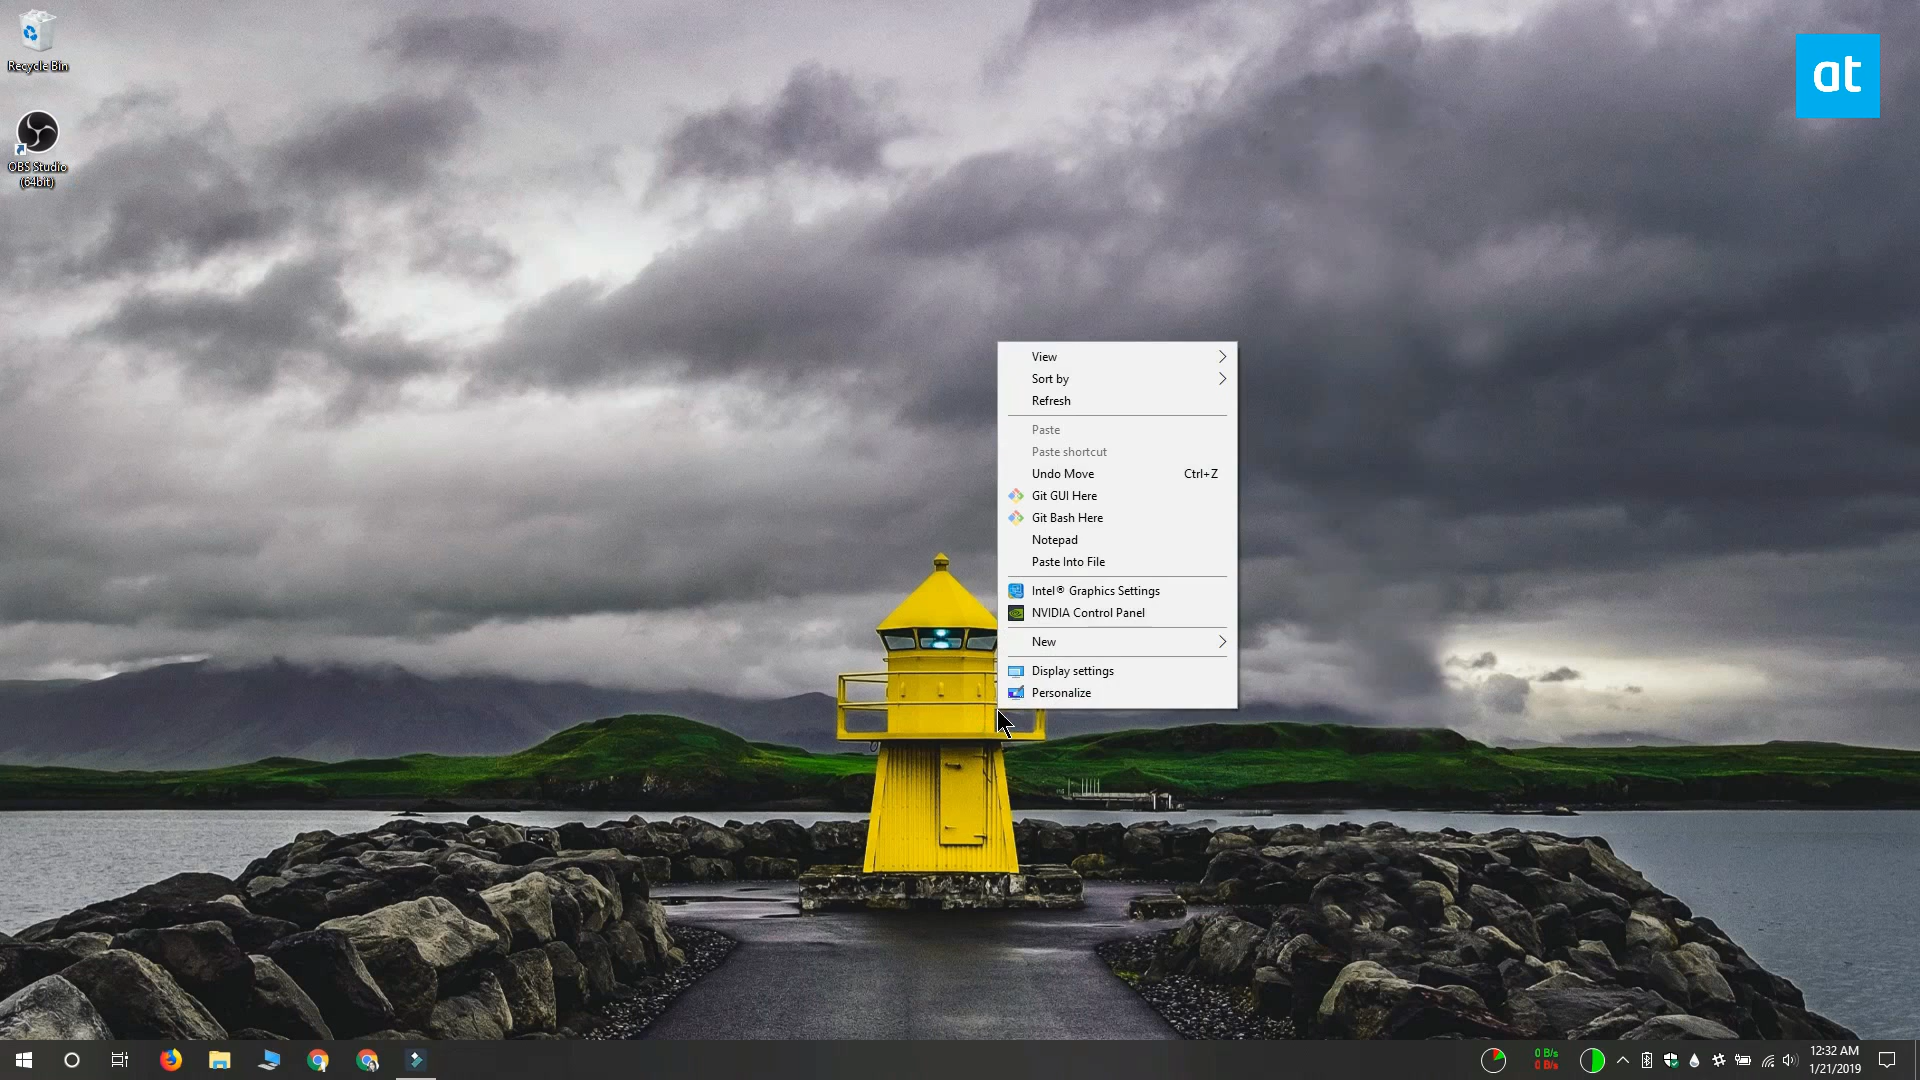 Recycle Bin
OBS Studio
(64bit)
at
View
Sort by
Refresh
Paste
Paste shortcut
Undo Move Ctrl+Z
Git GUI Here
Git Bash Here
Notepad
Paste Into File
Intel® Graphics Settings
NVIDIA Control Panel
New
Display settings
Personalize
0 B/s
0 B/s
12:32 AM
1/21/2019